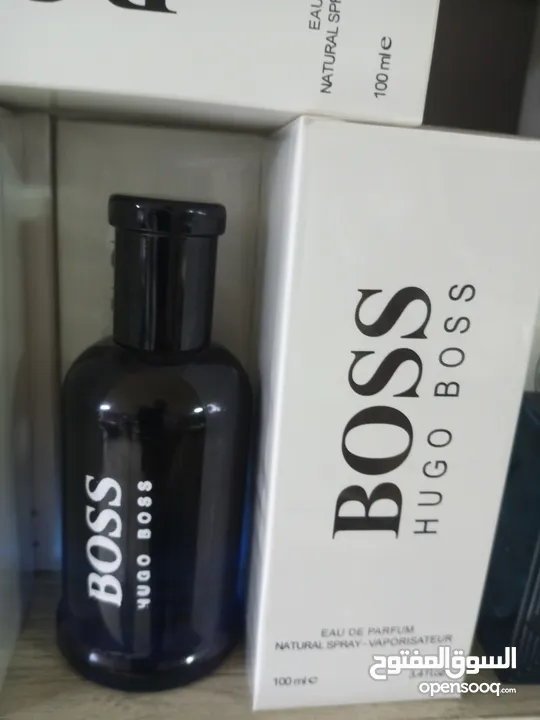 EAU
NATURAL SPR
100 ml e
BOSS
HUGO BOSS
BOSS
HUGO BOSS
EAU DE PARFUM
NATURAL SPRAY-VAPORISATEUR
100 ml e
السوق المفتوح
opensooq.com